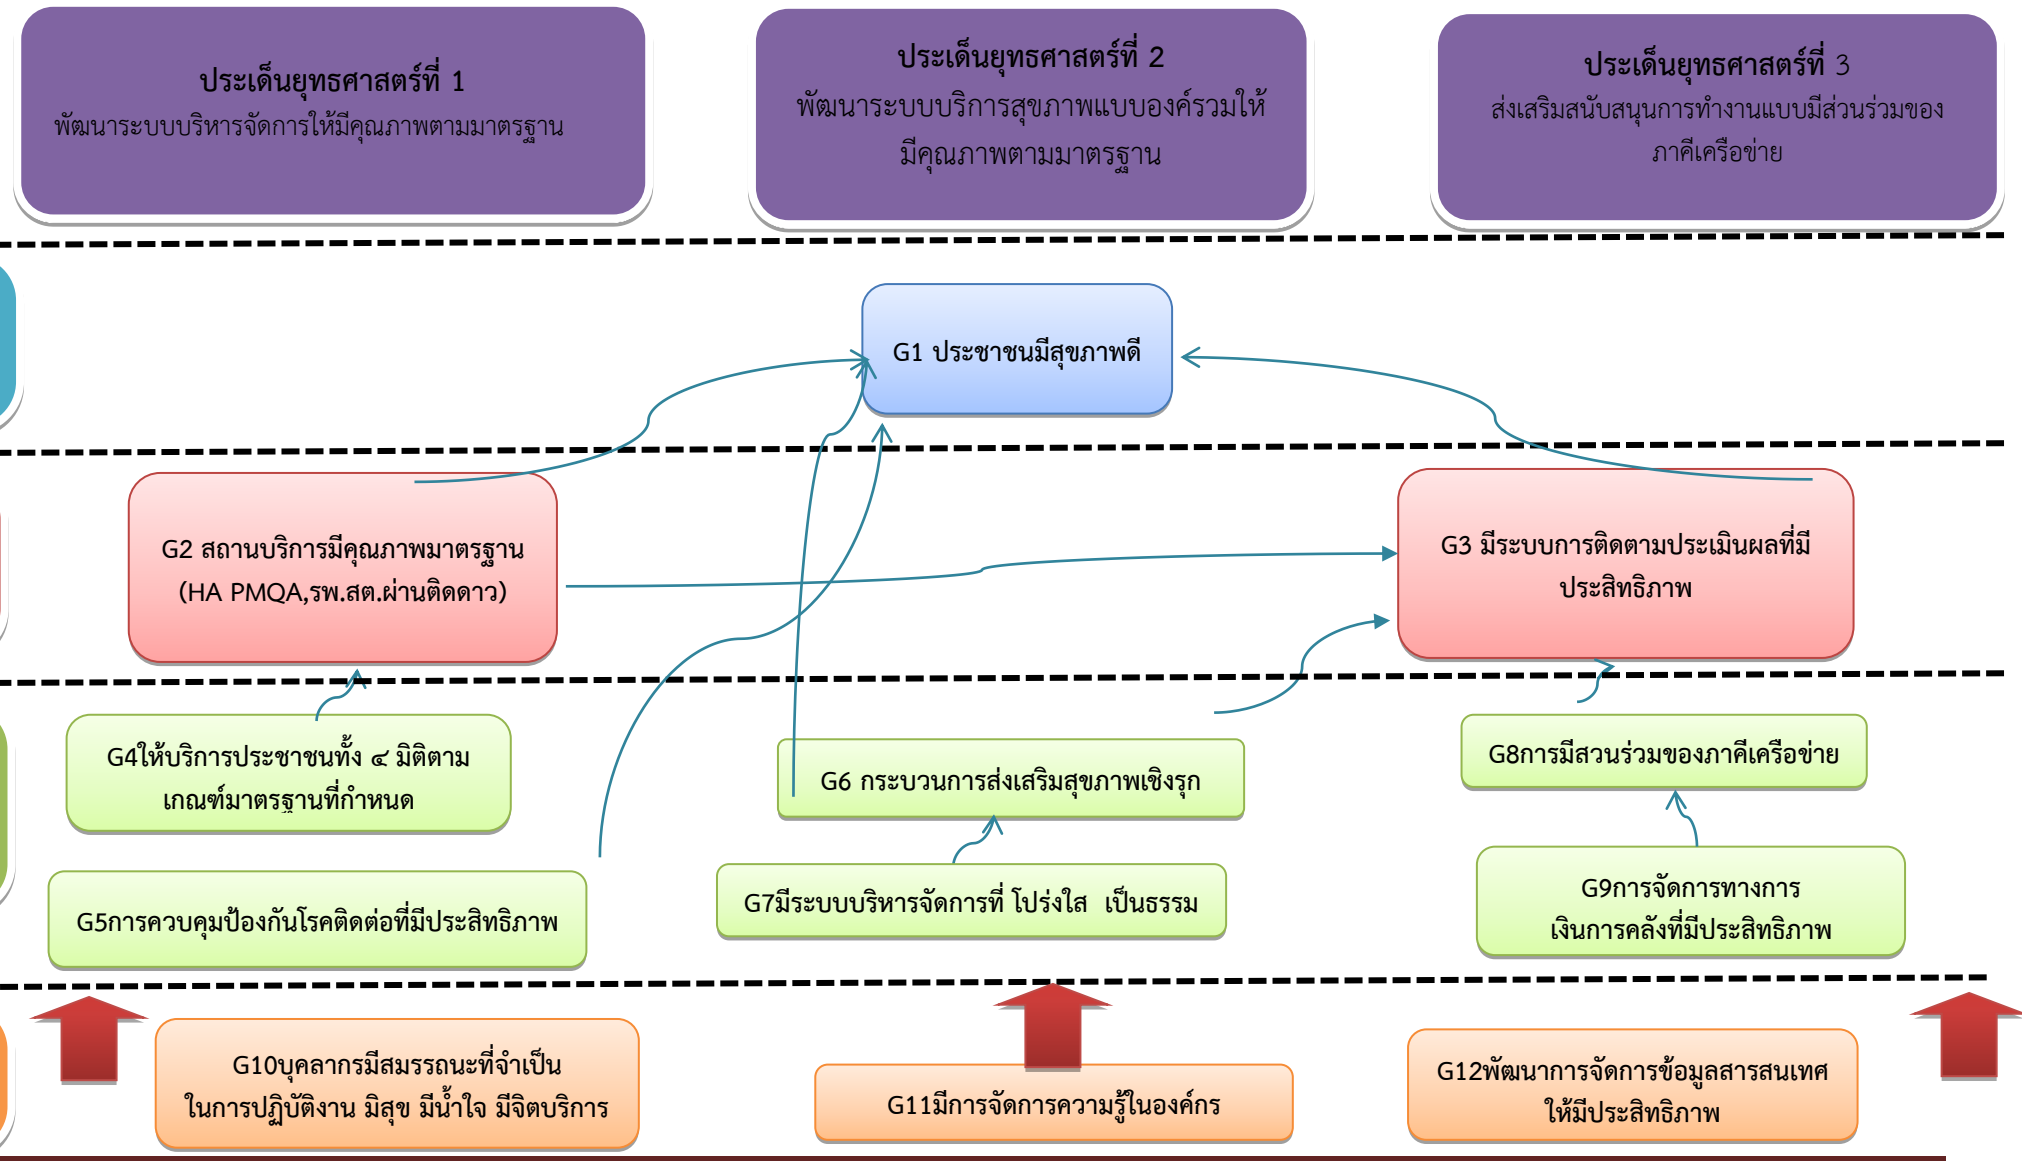 ประเด็นยุทธศาสตร์ที่ 1
พัฒนาระบบบริหารจัดการให้มีคุณภาพตามมาตรฐาน
ประเด็นยุทธศาสตร์ที่ 2
พัฒนาระบบบริการสุขภาพแบบองค์รวมให้
มีคุณภาพตามมาตรฐาน
ประเด็นยุทธศาสตร์ที่ 3
ส่งเสริมสนับสนุนการทำงานแบบมีส่วนร่วมของ
ภาคีเครือข่าย
G1 ประชาชนมีสุขภาพดี
G2 สถานบริการมีคุณภาพมาตรฐาน
(HA PMQA,รพ.สต.ผ่านติดดาว)
G3 มีระบบการติดตามประเมินผลที่มี
ประสิทธิภาพ
G4ให้บริการประชาชนทั้ง ๔ มิติตาม
เกณฑ์มาตรฐานที่กำหนด
G6 กระบวนการส่งเสริมสุขภาพเชิงรุก
G8การมีสวนร่วมของภาคีเครือข่าย
G5การควบคุมป้องกันโรคติดต่อที่มีประสิทธิภาพ
G7มีระบบบริหารจัดการที่ โปร่งใส เป็นธรรม
G9การจัดการทางการ
เงินการคลังที่มีประสิทธิภาพ
G10บุคลากรมีสมรรถนะที่จำเป็น
ในการปฏิบัติงาน มิสุข มีน้ำใจ มีจิตบริการ
G11มีการจัดการความรู้ในองค์กร
G12พัฒนาการจัดการข้อมูลสารสนเทศ
ให้มีประสิทธิภาพ